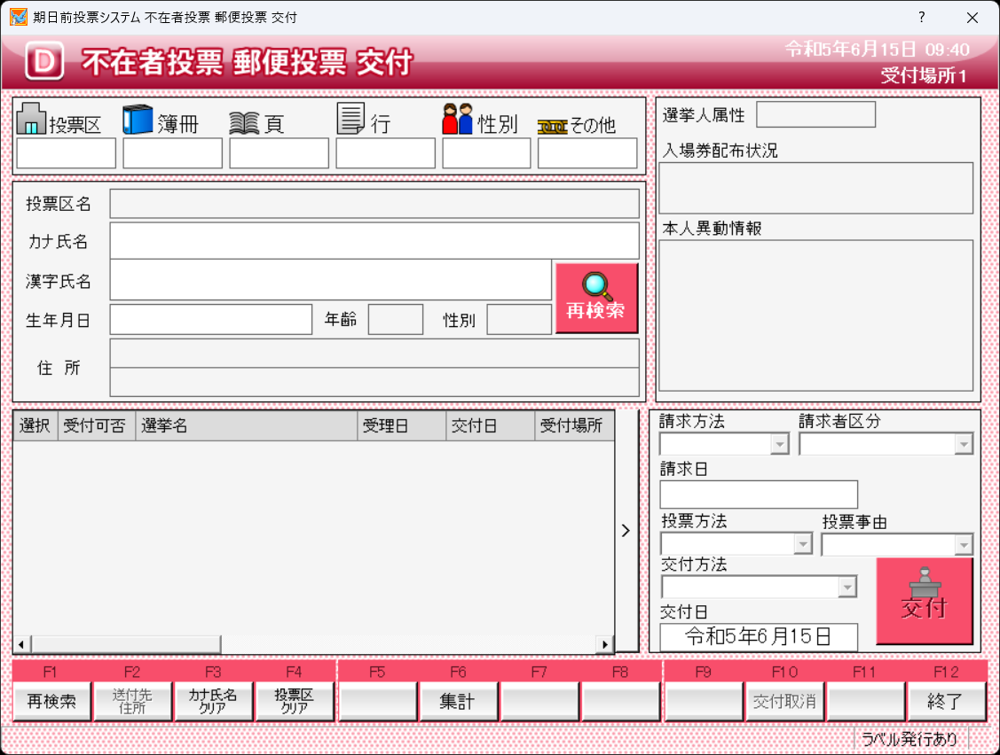 期日前投票システム 不在者投票 郵便投票 交付
?
D 不在者投票 郵便投票 交付
令和5年6月15日 09:40
受付場所1
投票区 簿冊 頁 行 性別 その他
選挙人属性
入場券配布状況
本人異動情報
投票区名
カナ氏名
漢字氏名
再検索
生年月日 年齢 性別
住 所
選択 受付可否 選挙名 受理日 交付日 受付場所
請求方法 請求者区分
請求日
投票方法 投票事由
交付方法
交付
交付日
令和5年6月15日
F1 F2 F3 F4 F5 F6 F7 F8 F9 F10 F11 F12
再検索
送付先
住所
カナ氏名
クリア
投票区
クリア
集計
交付取消
終了
ラベル発行あり